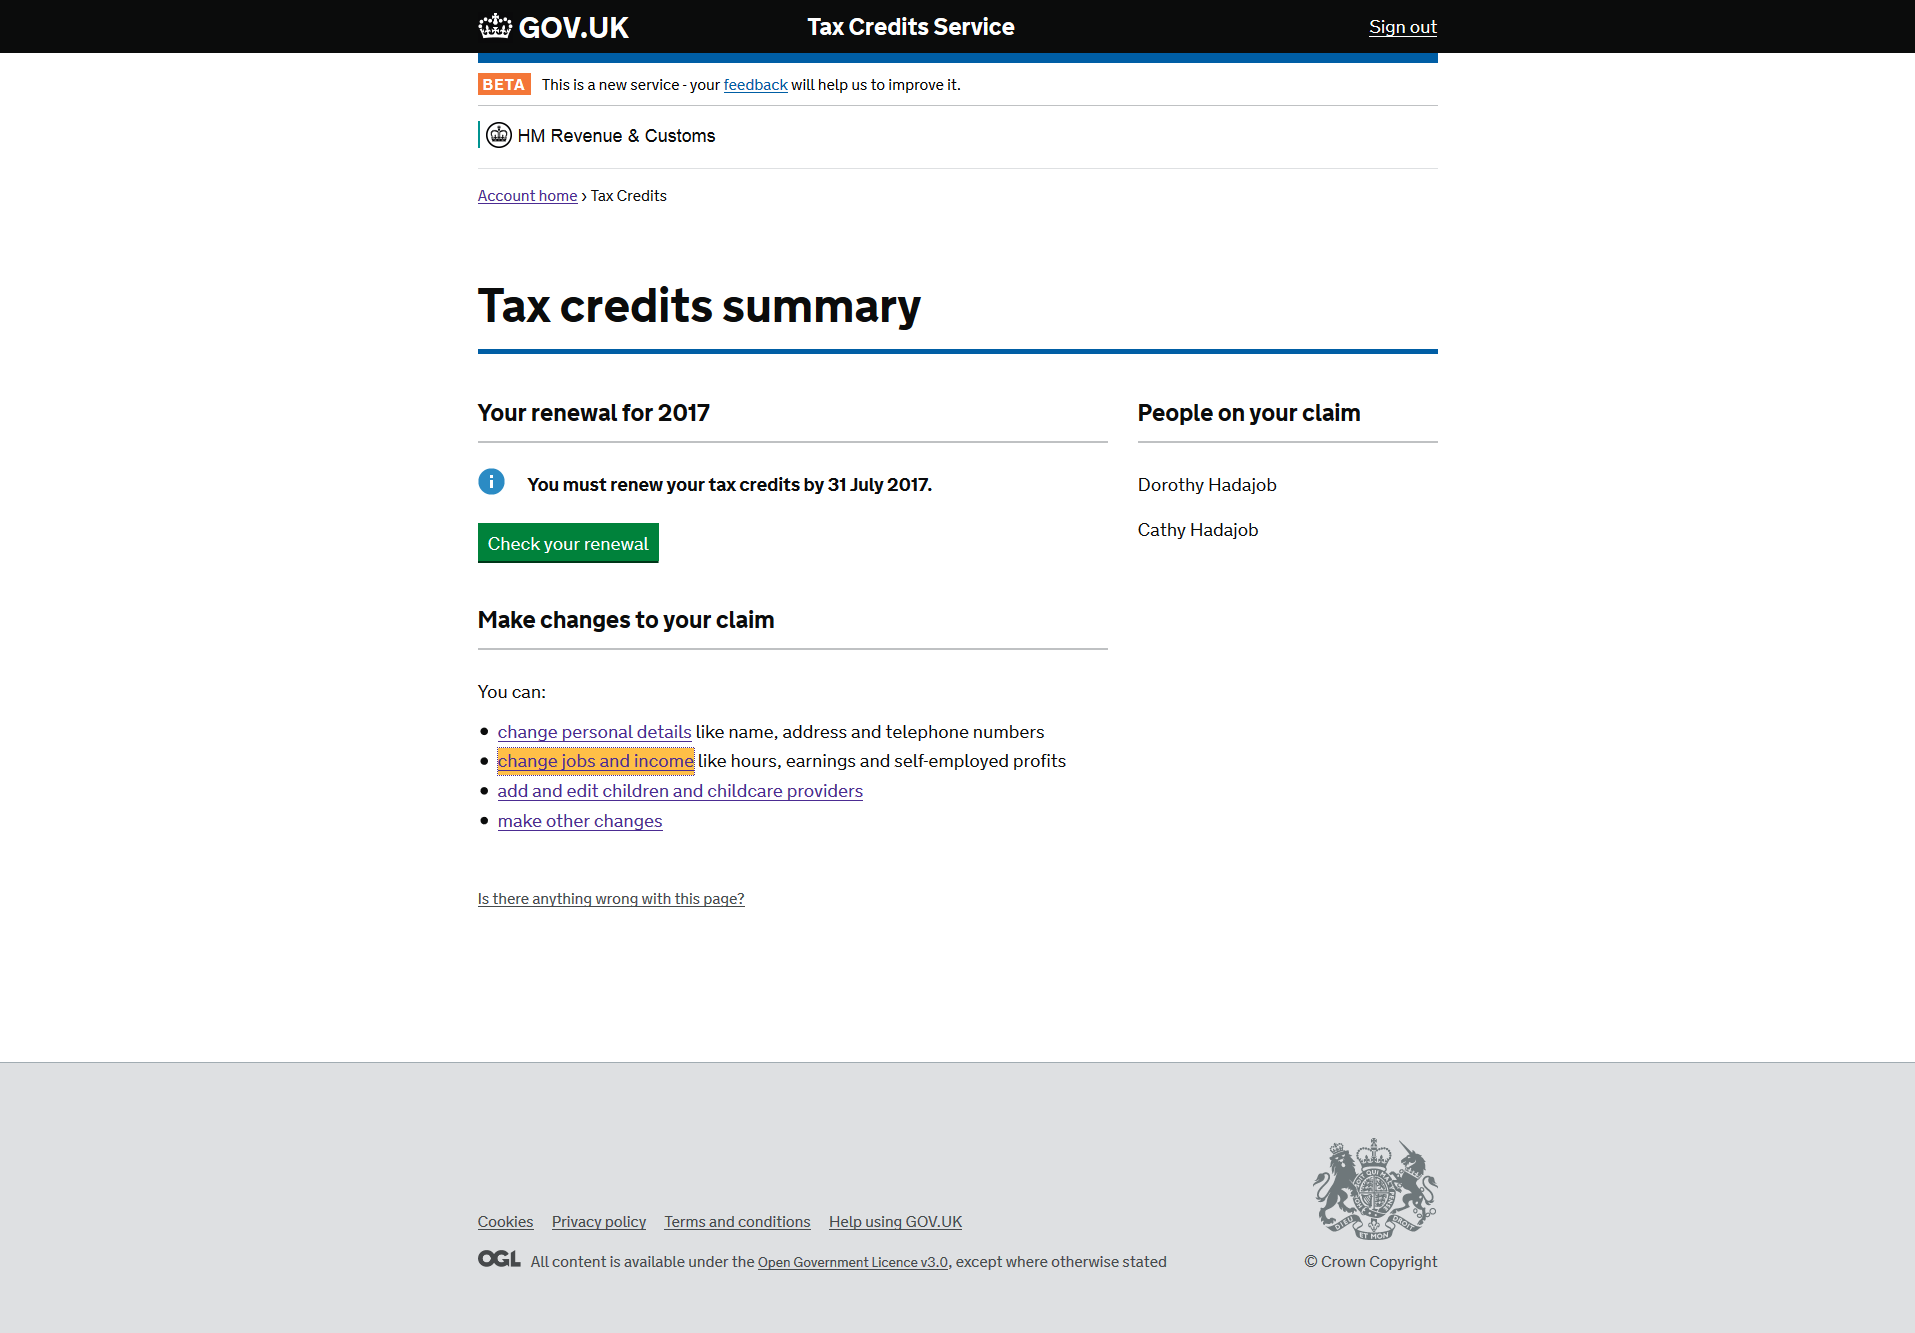 GOV.UK Tax Credits Service Sign out
BETA This is a new service - your feedback will help us to improve it.
HM Revenue & Customs
Account home › Tax Credits
Tax credits summary
Your renewal for 2017
You must renew your tax credits by 31 July 2017.
Check your renewal
People on your claim
Dorothy Hadajob
Cathy Hadajob
Make changes to your claim
You can:
• change personal details like name, address and telephone numbers
• change jobs and income like hours, earnings and self-employed profits
• add and edit children and childcare providers
• make other changes
Is there anything wrong with this page?
Cookies Privacy policy Terms and conditions Help using GOV.UK
OGL All content is available under the Open Government Licence v3.0, except where otherwise stated
DIEU ET MON DROIT
© Crown Copyright